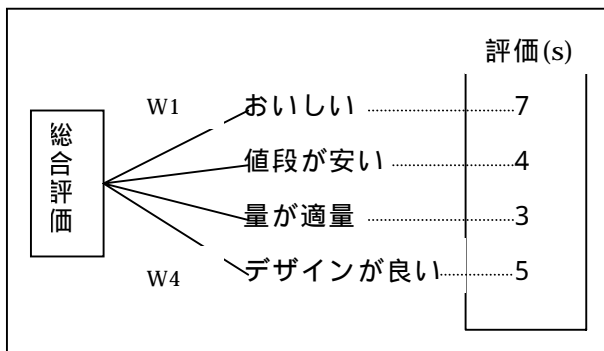 評価(s)
W1 おいしい 7
総合評価
値段が安い 4
量が適量 3
W4 デザインが良い 5